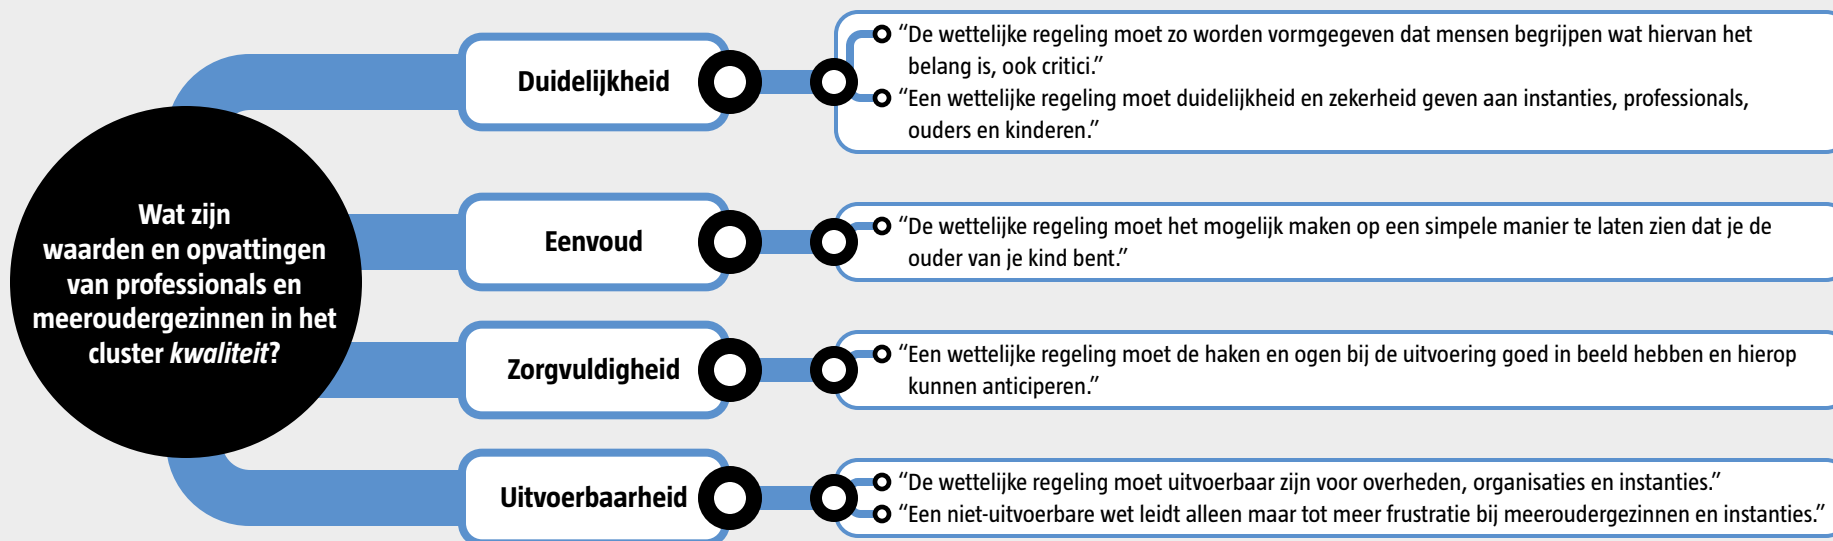 Wat zijn
waarden en opvattingen
van professionals en
meeroudergezinnen in het
cluster kwaliteit?
Duidelijkheid
“De wettelijke regeling moet zo worden vormgegeven dat mensen begrijpen wat hiervan het
belang is, ook critici.”
“Een wettelijke regeling moet duidelijkheid en zekerheid geven aan instanties, professionals,
ouders en kinderen.”
Eenvoud
“De wettelijke regeling moet het mogelijk maken op een simpele manier te laten zien dat je de
ouder van je kind bent.”
Zorgvuldigheid
“Een wettelijke regeling moet de haken en ogen bij de uitvoering goed in beeld hebben en hierop
kunnen anticiperen.”
Uitvoerbaarheid
“De wettelijke regeling moet uitvoerbaar zijn voor overheden, organisaties en instanties.”
“Een niet-uitvoerbare wet leidt alleen maar tot meer frustratie bij meeroudergezinnen en instanties.”